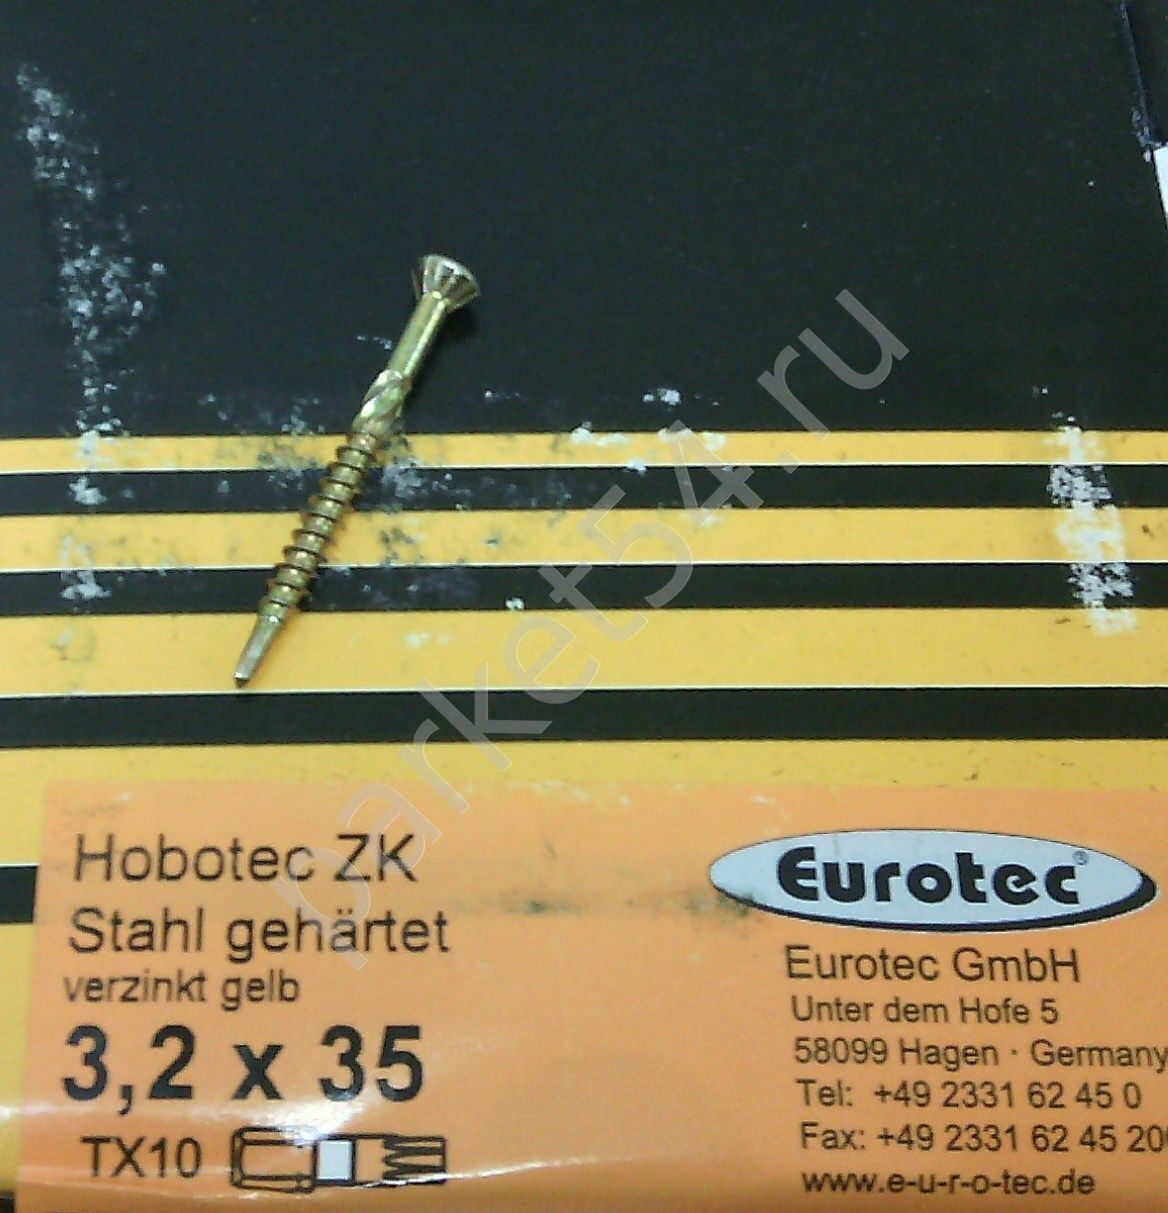 parket54.ru
Hobotec ZK
Stahl gehärtet
verzinkt gelb
3,2 x 35
TX10
Eurotec®
Eurotec GmbH
Unter dem Hofe 5
58099 Hagen · Germany
Tel: +49 2331 62 45 0
Fax: +49 2331 62 45 200
www.e-u-r-o-tec.de